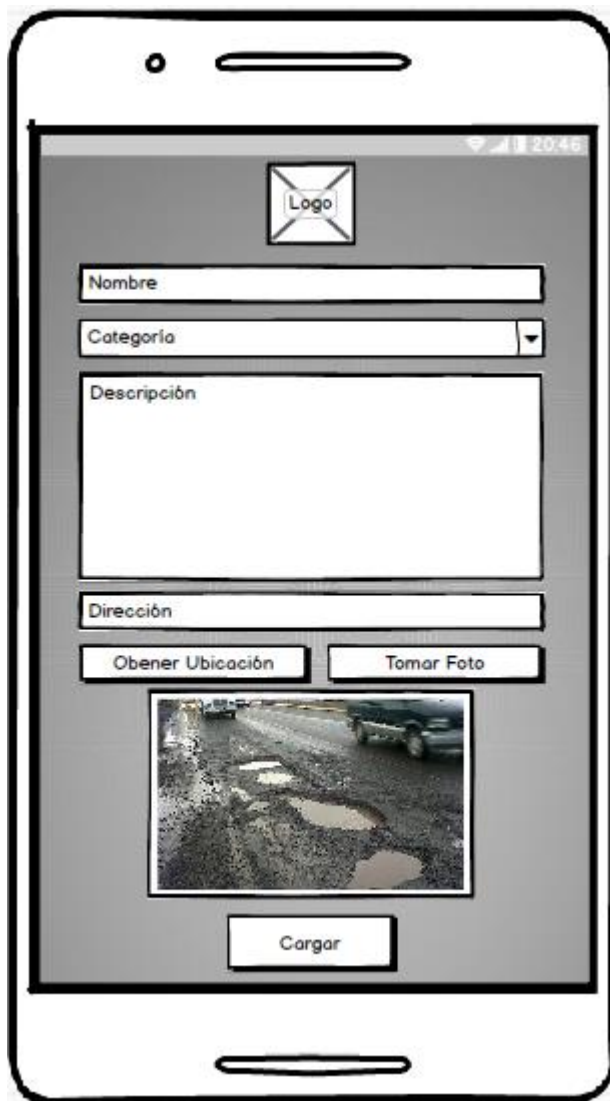 20:46
Logo
Nombre
Categoría
Descripción
Dirección
Obener Ubicación
Tomar Foto
Cargar